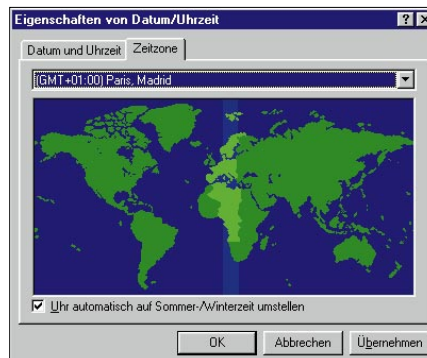 Eigenschaften von Datum/Uhrzeit
Datum und Uhrzeit Zeitzone
(GMT+01:00) Paris, Madrid
Uhr automatisch auf Sommer-/Winterzeit umstellen
OK Abbrechen Übernehmen